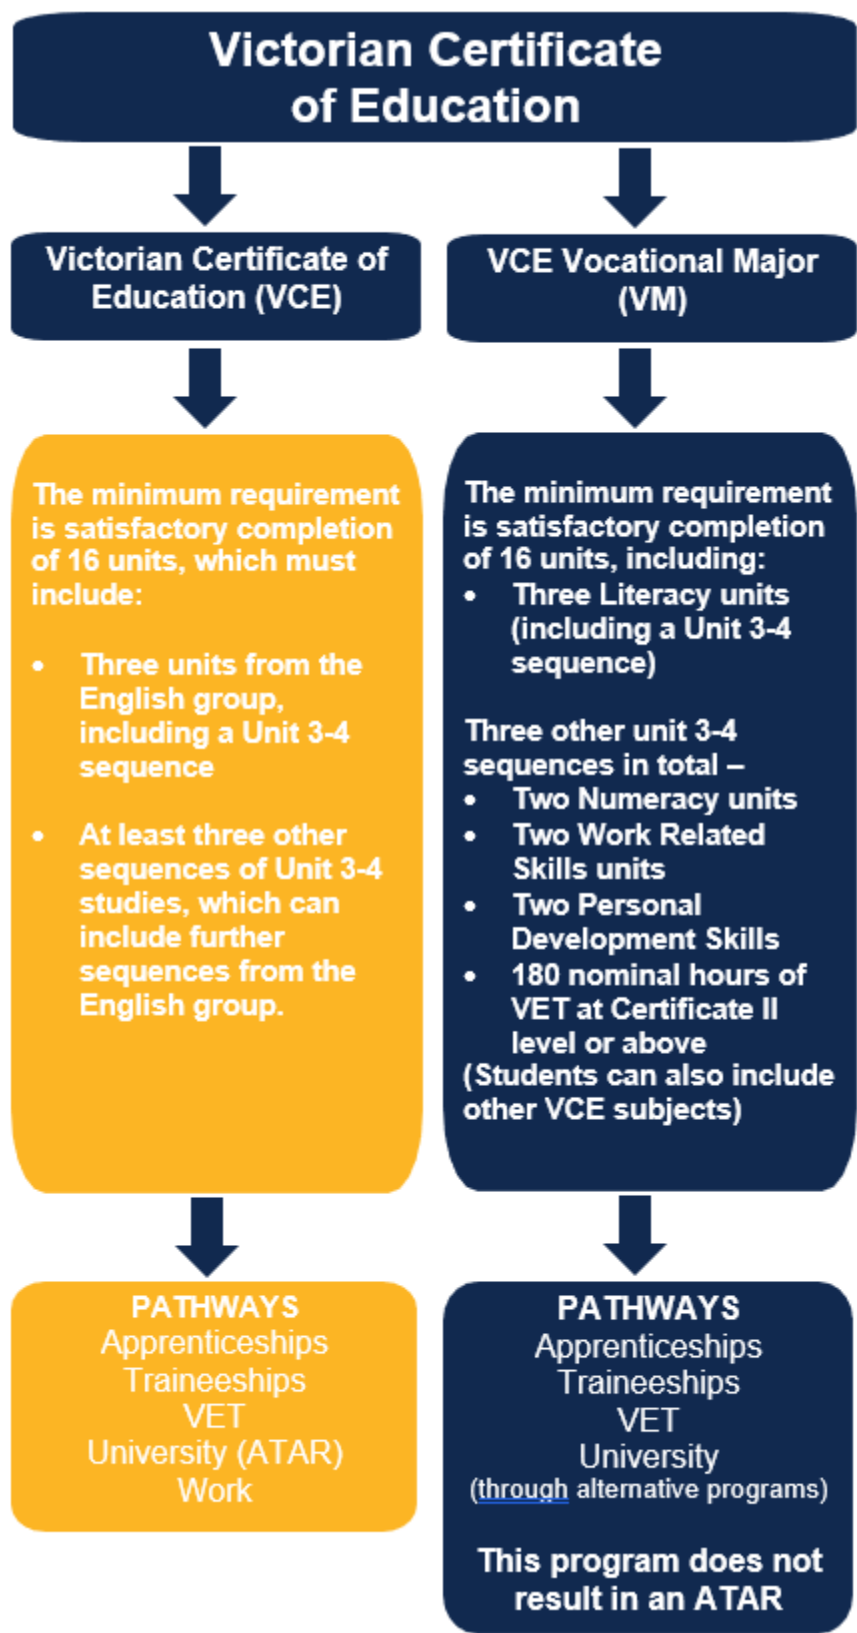 Victorian Certificate
of Education
Victorian Certificate of
Education (VCE)
The minimum requirement
is satisfactory completion
of 16 units, which must
include:
• Three units from the
English group,
including a Unit 3-4
sequence
• At least three other
sequences of Unit 3-4
studies, which can
include further
sequences from the
English group.
PATHWAYS
Apprenticeships
Traineeships
VET
University (ATAR)
Work
VCE Vocational Major
(VM)
The minimum requirement
is satisfactory completion
of 16 units, including:
• Three Literacy units
(including a Unit 3-4
sequence)
Three other unit 3-4
sequences in total –
• Two Numeracy units
• Two Work Related
Skills units
• Two Personal
Development Skills
• 180 nominal hours of
VET at Certificate II
level or above
(Students can also include
other VCE subjects)
PATHWAYS
Apprenticeships
Traineeships
VET
University
(through alternative programs)
This program does not
result in an ATAR